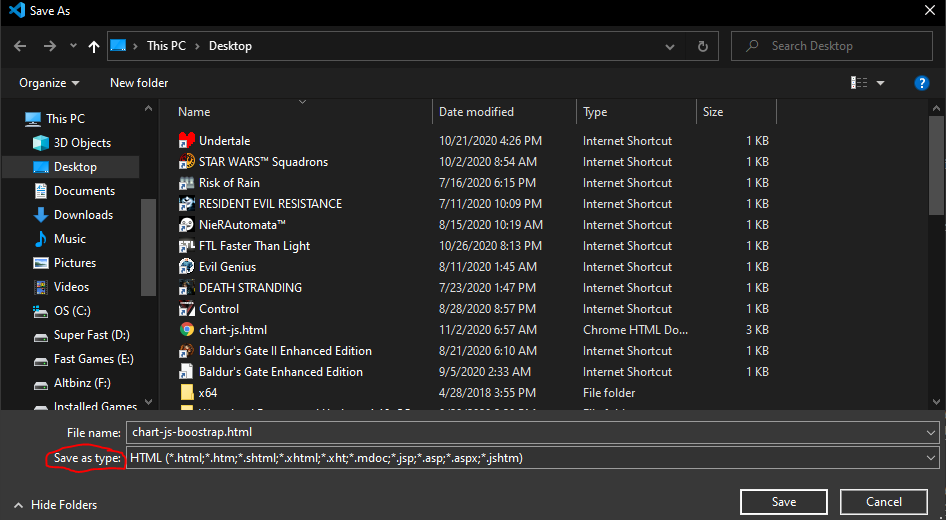 Save As
This PC > Desktop
Search Desktop
Organize New folder
Name Date modified Type Size
This PC
3D Objects
Desktop
Documents
Downloads
Music
Pictures
Videos
OS (C:)
Super Fast (D:)
Fast Games (E:)
Altbinz (F:)
Installed Games
Undertale 10/21/2020 4:26 PM Internet Shortcut 1 KB
STAR WARS™ Squadrons 10/2/2020 8:54 AM Internet Shortcut 1 KB
Risk of Rain 7/16/2020 6:15 PM Internet Shortcut 1 KB
RESIDENT EVIL RESISTANCE 7/11/2020 10:09 PM Internet Shortcut 1 KB
NieRAutomata™ 8/15/2020 10:19 AM Internet Shortcut 1 KB
FTL Faster Than Light 10/26/2020 8:13 PM Internet Shortcut 1 KB
Evil Genius 8/11/2020 1:45 AM Internet Shortcut 1 KB
DEATH STRANDING 7/23/2020 1:47 PM Internet Shortcut 1 KB
Control 8/28/2020 8:57 PM Internet Shortcut 1 KB
chart-js.html 11/2/2020 6:57 AM Chrome HTML Do... 3 KB
Baldur's Gate II Enhanced Edition 8/21/2020 6:10 AM Internet Shortcut 1 KB
Baldur's Gate Enhanced Edition 9/5/2020 2:33 AM Internet Shortcut 1 KB
x64 4/28/2018 3:55 PM File folder
File name: chart-js-boostrap.html
Save as type: HTML (*.html;*.htm;*.shtml;*.xhtml;*.xht;*.mdoc;*.jsp;*.asp;*.aspx;*.jshtm)
Hide Folders
Save Cancel